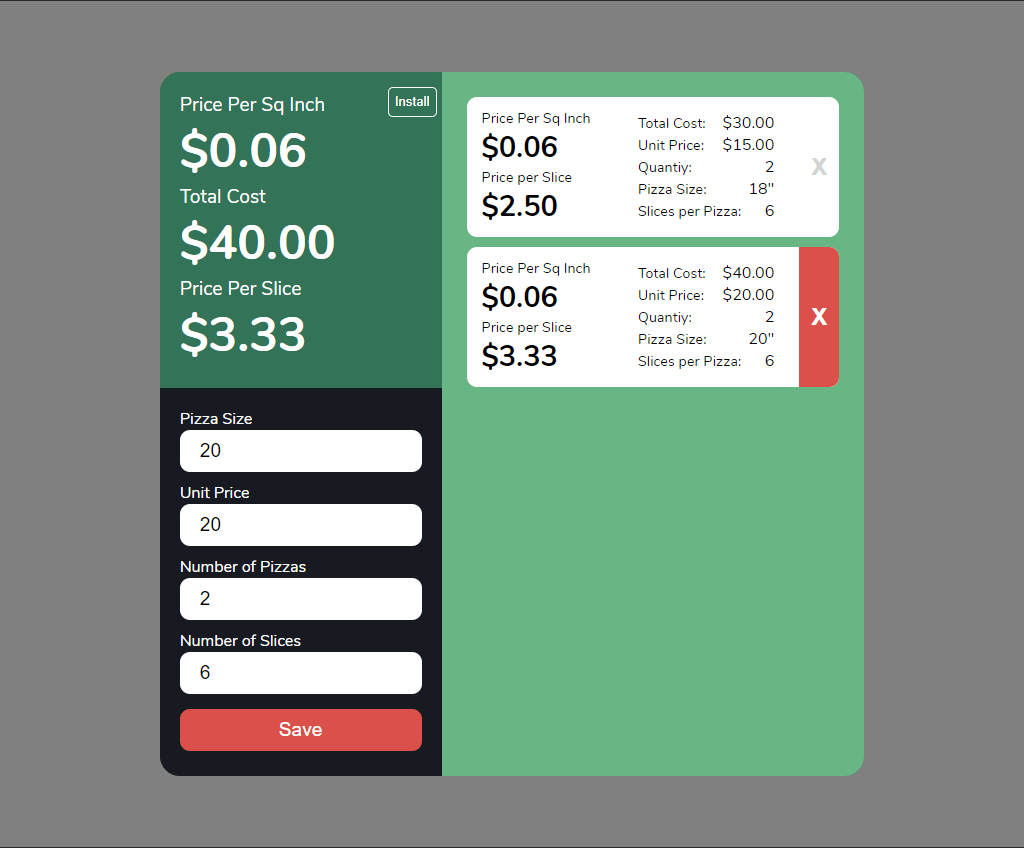 Price Per Sq Inch
Install
$0.06
Total Cost
$40.00
Price Per Slice
$3.33
Pizza Size
20
Unit Price
20
Number of Pizzas
2
Number of Slices
6
Save
Price Per Sq Inch
$0.06
Price per Slice
$2.50
Total Cost: $30.00
Unit Price: $15.00
Quantiy: 2
Pizza Size: 18"
Slices per Pizza: 6
X
Price Per Sq Inch
$0.06
Price per Slice
$3.33
Total Cost: $40.00
Unit Price: $20.00
Quantiy: 2
Pizza Size: 20"
Slices per Pizza: 6
X